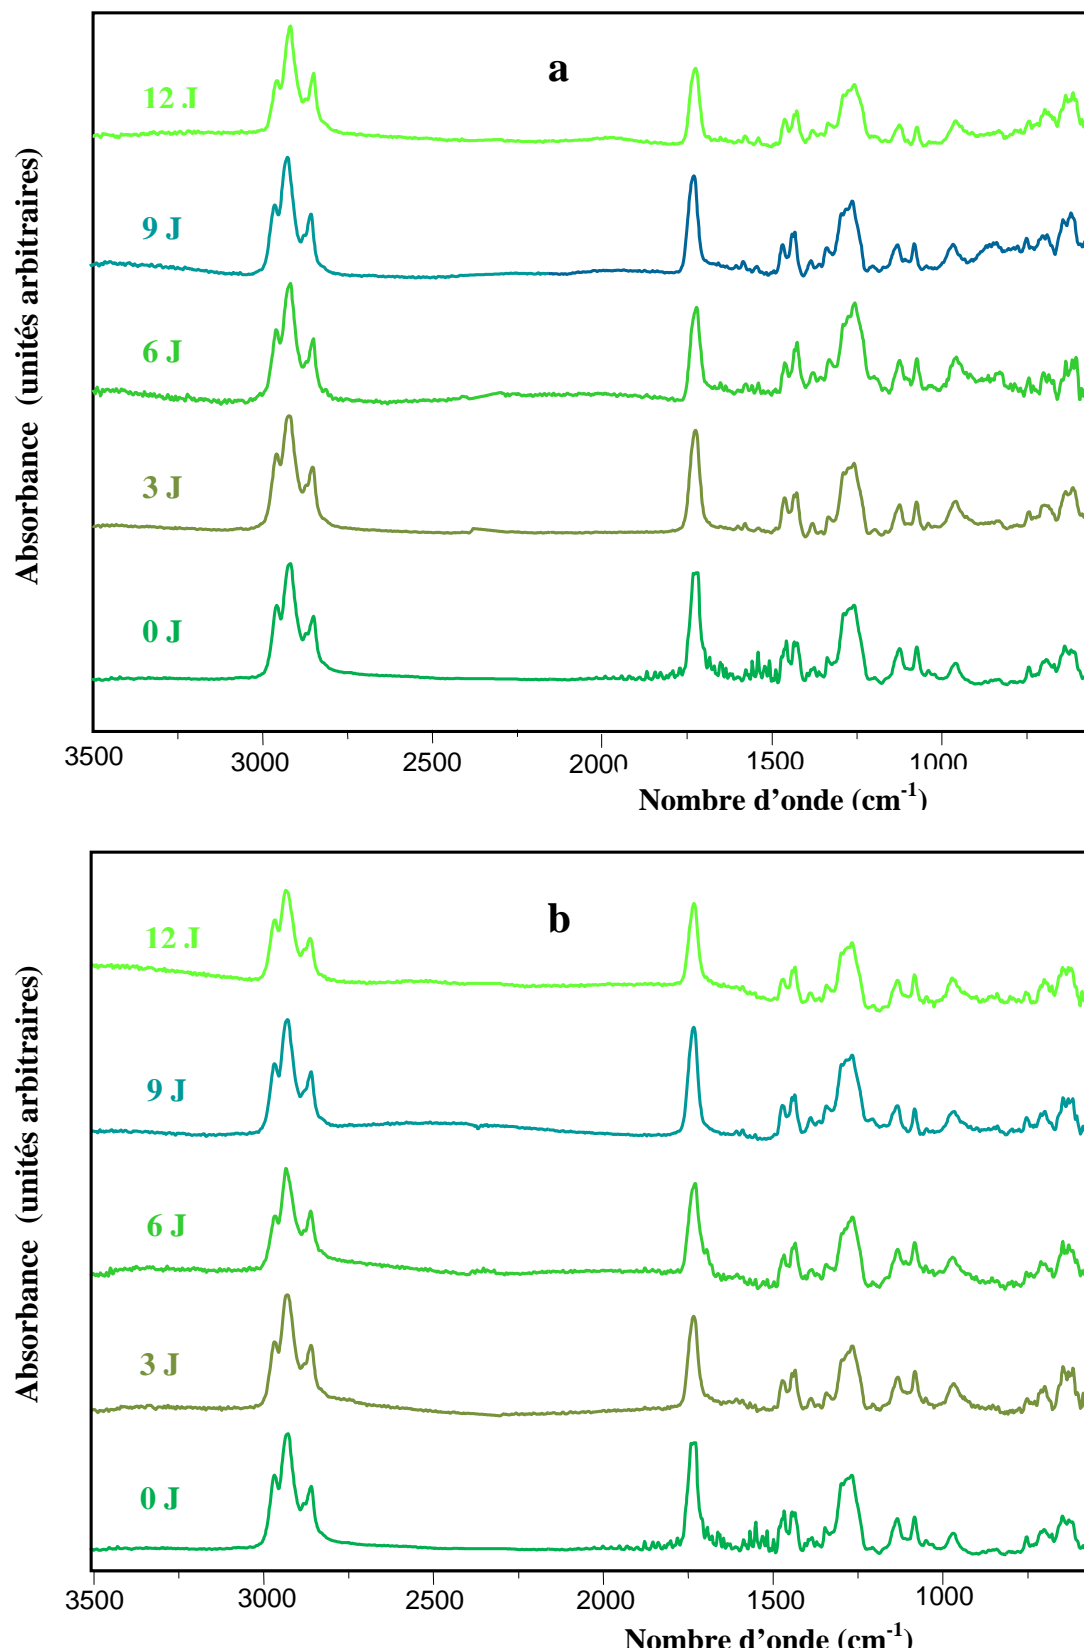 a
12 J
9 J
6 J
3 J
0 J
Absorbance (unités arbitraires)
3500 3000 2500 2000 1500 1000
Nombre d’onde (cm-1)
b
12 J
9 J
6 J
3 J
0 J
Absorbance (unités arbitraires)
3500 3000 2500 2000 1500 1000
Nombre d’onde (cm-1)